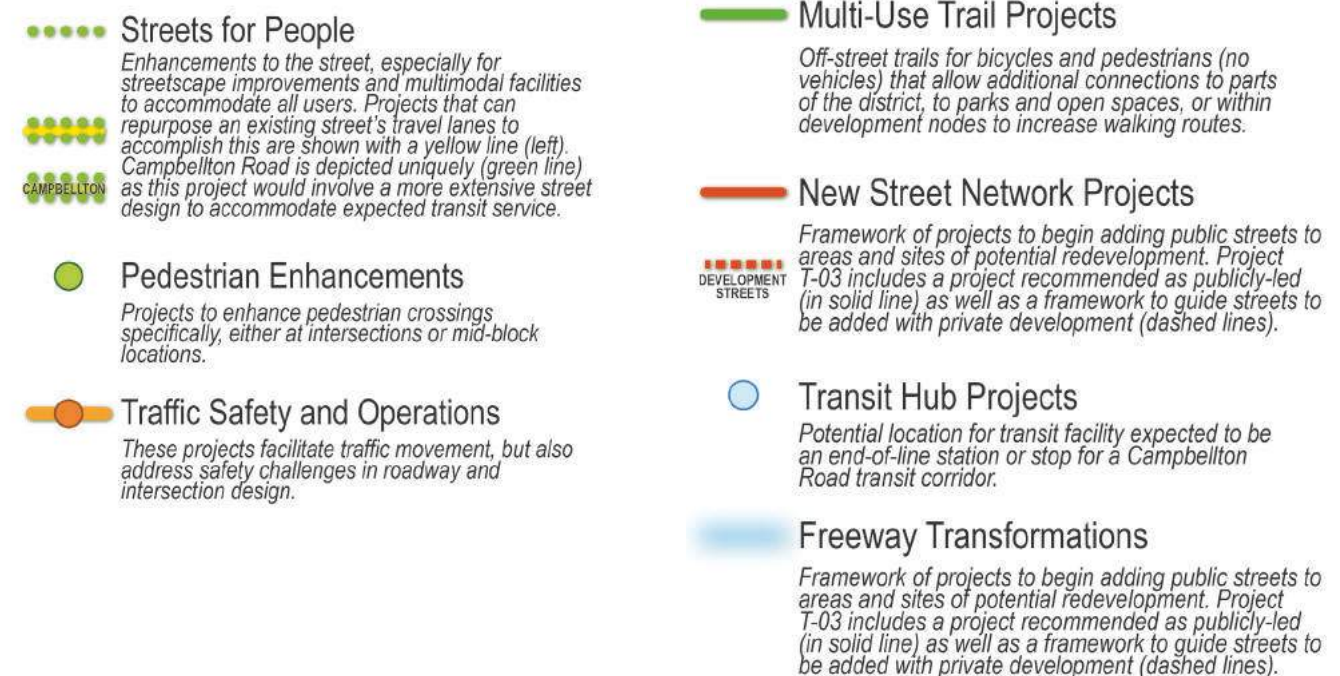 Streets for People
Enhancements to the street, especially for
streetscape improvements and multimodal facilities
to accommodate all users. Projects that can
repurpose an existing street's travel lanes to
accomplish this are shown with a yellow line (left).
Campbellton Road is depicted uniquely (green line)
as this project would involve a more extensive street
design to accommodate expected transit service.
CAMPBELLTON
Pedestrian Enhancements
Projects to enhance pedestrian crossings
specifically, either at intersections or mid-block
locations.
Traffic Safety and Operations
These projects facilitate traffic movement, but also
address safety challenges in roadway and
intersection design.
Multi-Use Trail Projects
Off-street trails for bicycles and pedestrians (no
vehicles) that allow additional connections to parts
of the district, to parks and open spaces, or within
development nodes to increase walking routes.
New Street Network Projects
Framework of projects to begin adding public streets to
areas and sites of potential redevelopment. Project
T-03 includes a project recommended as publicly-led
(in solid line) as well as a framework to guide streets to
be added with private development (dashed lines).
DEVELOPMENT
STREETS
Transit Hub Projects
Potential location for transit facility expected to be
an end-of-line station or stop for a Campbellton
Road transit corridor.
Freeway Transformations
Framework of projects to begin adding public streets to
areas and sites of potential redevelopment. Project
T-03 includes a project recommended as publicly-led
(in solid line) as well as a framework to guide streets to
be added with private development (dashed lines).